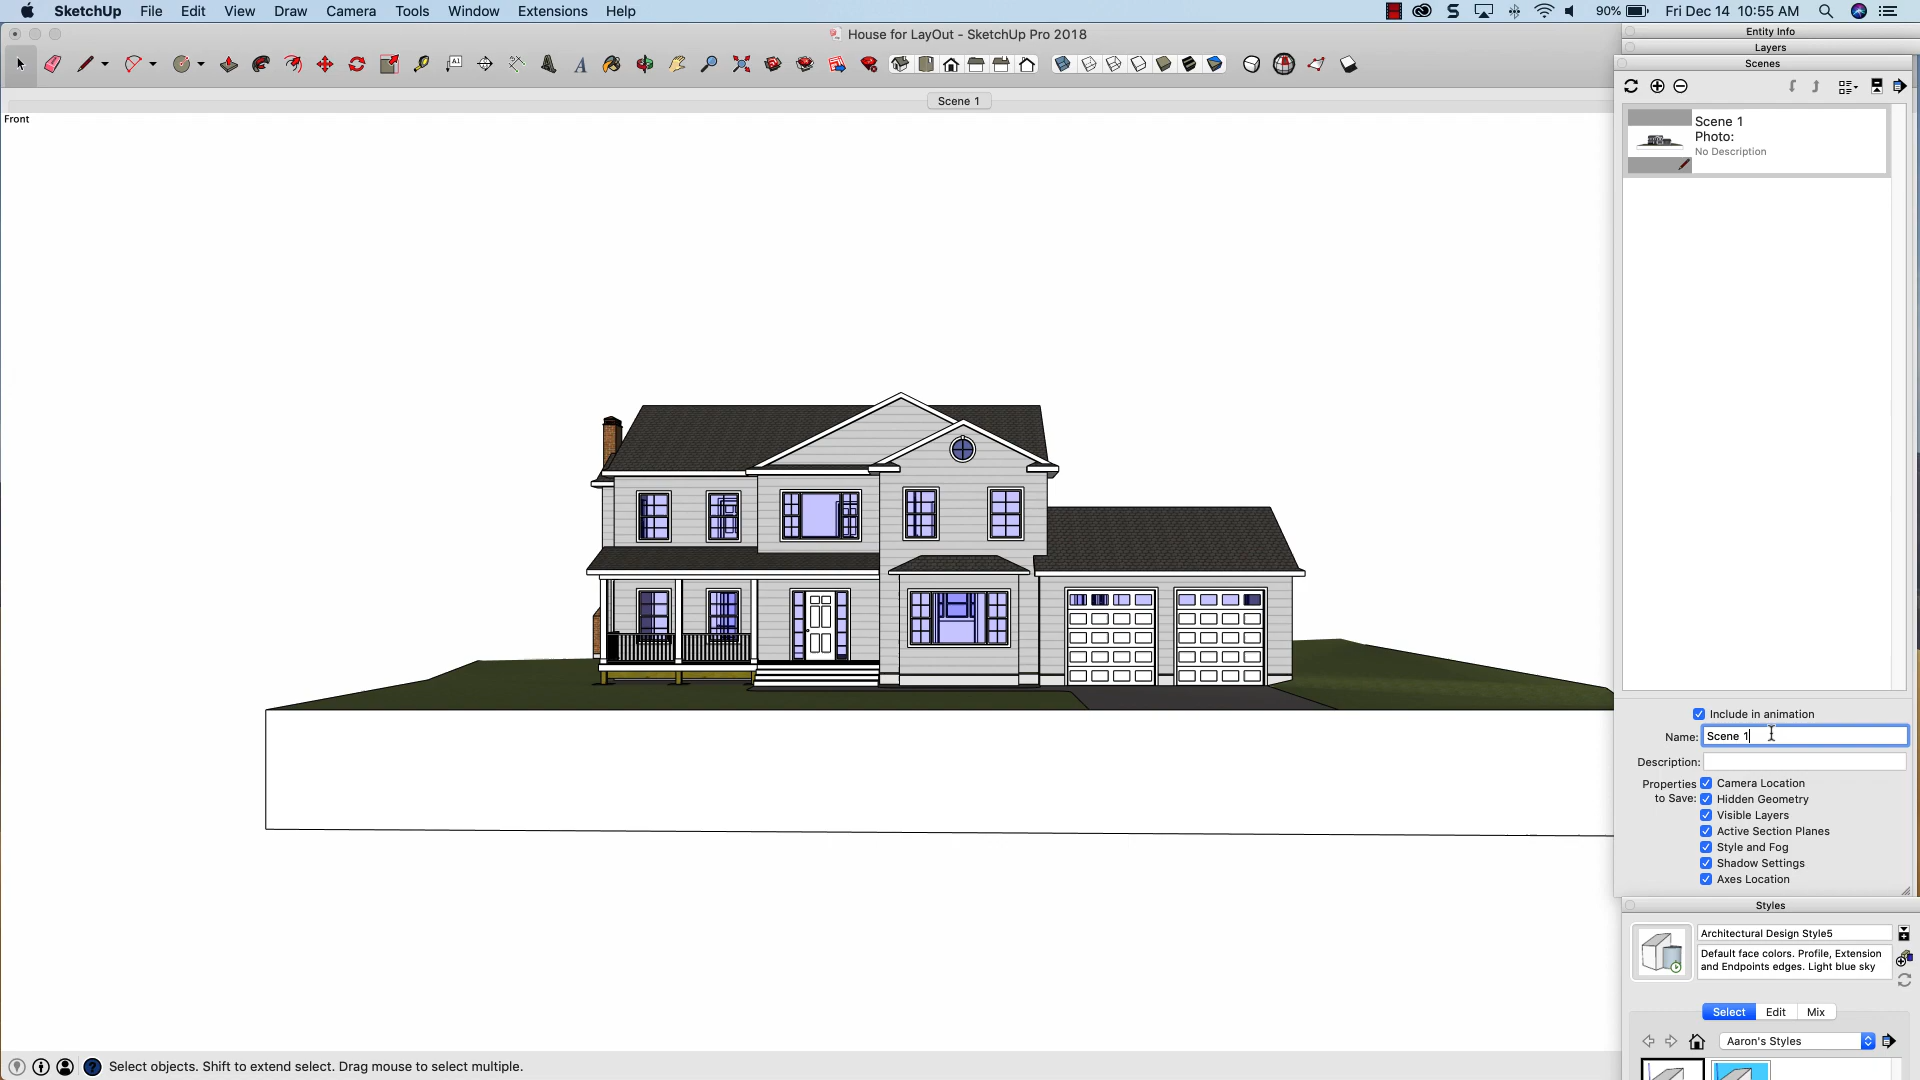 SketchUp File Edit View Draw Camera Tools Window Extensions Help
90% Fri Dec 14 10:55 AM
House for LayOut - SketchUp Pro 2018
Entity Info
Layers
Scenes
Scene 1
Front
Scene 1
Photo:
No Description
Include in animation
Name: Scene 1
Description:
Properties to Save:
Camera Location
Hidden Geometry
Visible Layers
Active Section Planes
Style and Fog
Shadow Settings
Axes Location
Styles
Architectural Design Style5
Default face colors. Profile, Extension
and Endpoints edges. Light blue sky
Select Edit Mix
Aaron's Styles
Select objects. Shift to extend select. Drag mouse to select multiple.